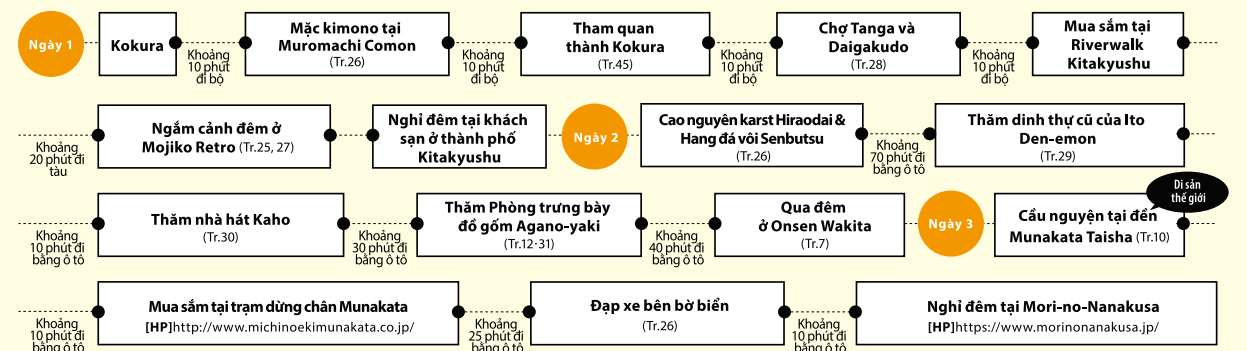 Ngày 1
Kokura
Khoảng
10 phút
đi bộ
Mặc kimono tại
Muromachi Comon
(Tr.26)
Khoảng
10 phút
đi bộ
Tham quan
thành Kokura
(Tr.45)
Khoảng
10 phút
đi bộ
Chợ Tanga và
Daigakudo
(Tr.28)
Khoảng
10 phút
đi bộ
Mua sắm tại
Riverwalk
Kitakyushu
Khoảng
20 phút đi
tàu
Ngắm cảnh đêm ở
Mojiko Retro (Tr.25, 27)
Nghỉ đêm tại khách
sạn ở thành phố
Kitakyushu
Ngày 2
Cao nguyên karst Hiraodai &
Hang đá vôi Senbutsu
(Tr.26)
Khoảng
70 phút đi
bằng ô tô
Thăm dinh thự cũ của Ito
Den-emon
(Tr.29)
Khoảng
10 phút đi
bằng ô tô
Thăm nhà hát Kaho
(Tr.30)
Khoảng
30 phút đi
bằng ô tô
Thăm Phòng trưng bày
đồ gốm Agano-yaki
(Tr.12·31)
Khoảng
40 phút đi
bằng ô tô
Qua đêm
ở Onsen Wakita
(Tr.7)
Ngày 3
Di sản
thế giới
Cầu nguyện tại đền
Munakata Taisha (Tr.10)
Khoảng
10 phút đi
bằng ô tô
Mua sắm tại trạm dừng chân Munakata
[HP]http://www.michinoekimunakata.co.jp/
Khoảng
25 phút đi
bằng ô tô
Đạp xe bên bờ biển
(Tr.26)
Khoảng
10 phút đi
bằng ô tô
Nghỉ đêm tại Mori-no-Nanakusa
[HP]https://www.morinonanakusa.jp/